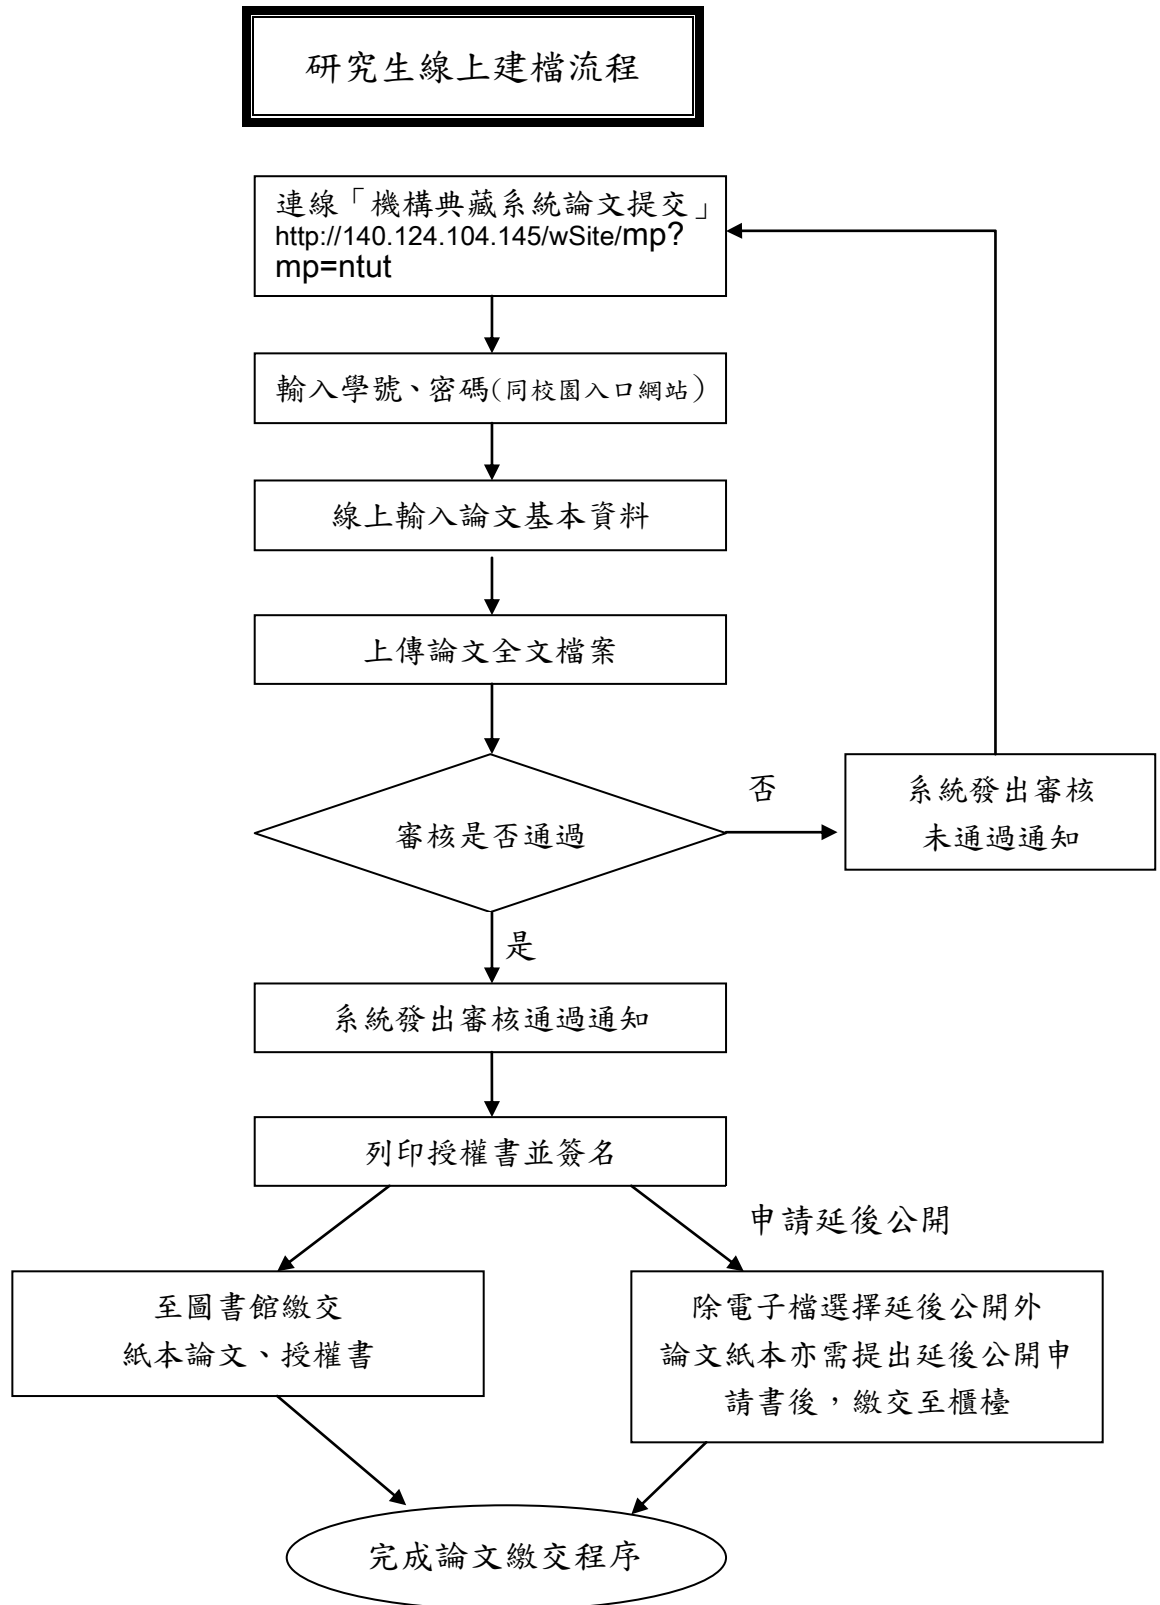 研究生線上建檔流程
連線「機構典藏系統論文提交」
http://140.124.104.145/wSite/mp?
mp=ntut
輸入學號、密碼(同校園入口網站)
線上輸入論文基本資料
上傳論文全文檔案
審核是否通過
否
系統發出審核
未通過通知
是
系統發出審核通過通知
列印授權書並簽名
申請延後公開
至圖書館繳交
紙本論文、授權書
除電子檔選擇延後公開外
論文紙本亦需提出延後公開申
請書後，繳交至櫃檯
完成論文繳交程序